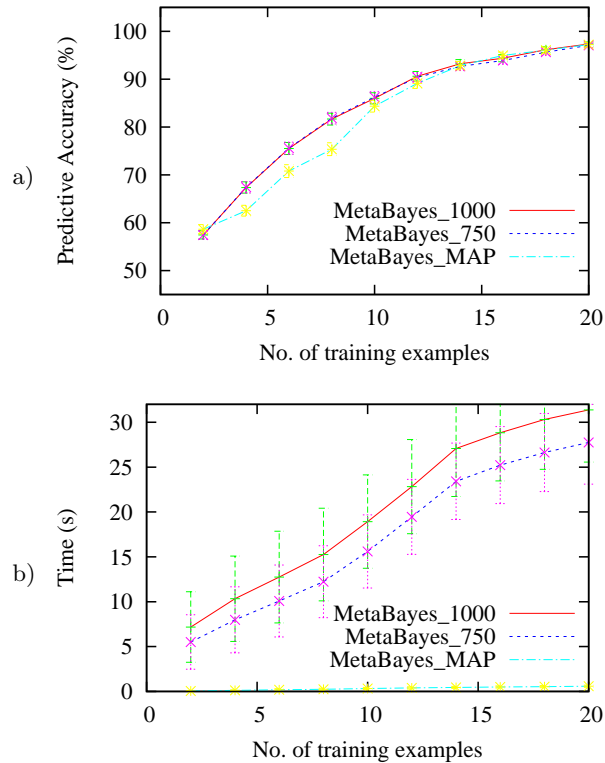 a)
Predictive Accuracy (%)
100
90
80
70
60
50
MetaBayes_1000
MetaBayes_750
MetaBayes_MAP
0 5 10 15 20
No. of training examples
b)
Time (s)
30
25
20
15
10
5
0
MetaBayes_1000
MetaBayes_750
MetaBayes_MAP
0 5 10 15 20
No. of training examples